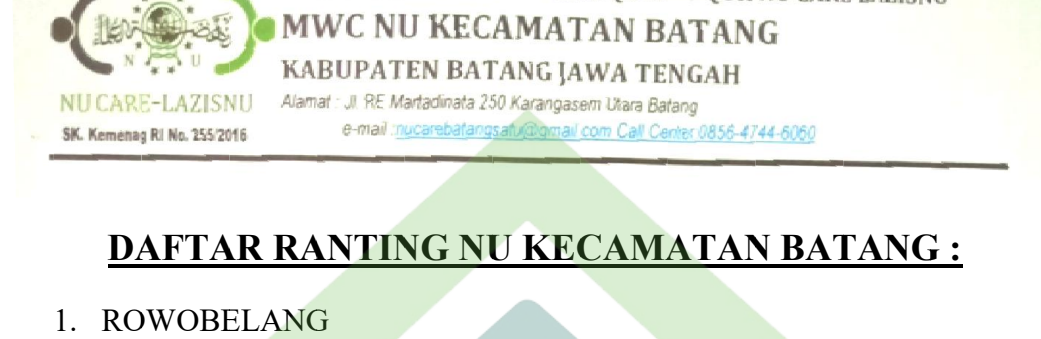 MWC NU KECAMATAN BATANG
KABUPATEN BATANG JAWA TENGAH
N U
NU CARE-LAZISNU
Alamat : Jl. RE Martadinata 250 Karangasem Utara Batang
SK. Kemenag RI No. 255/2016
e-mail :nucarebatangsatu@gmail.com Call Center 0856-4744-6060
DAFTAR RANTING NU KECAMATAN BATANG :
1. ROWOBELANG